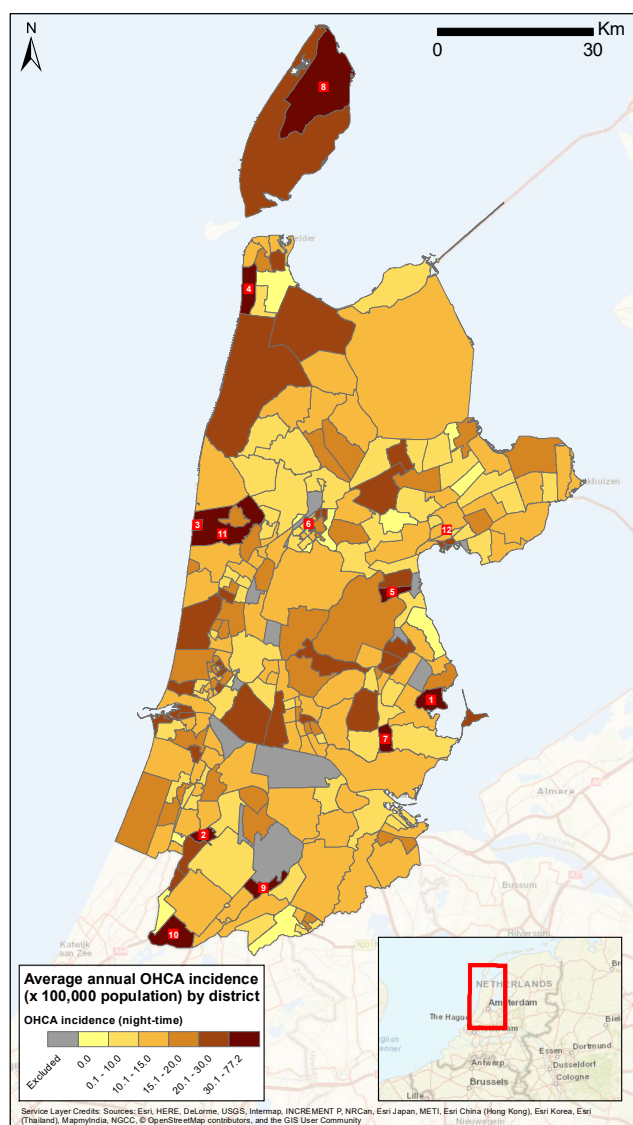 N
Km
0 30
8
elder
4
khuizen
3
6
12
11
5
1
7
Almere
2
9
Bussum
10
Hilversum
Katwijk
aan Zee
Average annual OHCA incidence
(x 100,000 population) by district
OHCA incidence (night-time)
Excluded
0.0
0.1 - 10.0
10.1 - 15.0
15.1 - 20.0
20.1 - 30.0
30.1 - 77.2
NETHERLANDS
Amsterdam
The Hague
Essen
Dortmund
Dusseldorf
Antwerp
Cologne
Brussels
Lille
Service Layer Credits: Sources: Esri, HERE, DeLorme, USGS, Intermap, INCREMENT P, NRCan, Esri Japan, METI, Esri China (Hong Kong), Esri Korea, Esri
(Thailand), MapmyIndia, NGCC, © OpenStreetMap contributors, and the GIS User Community